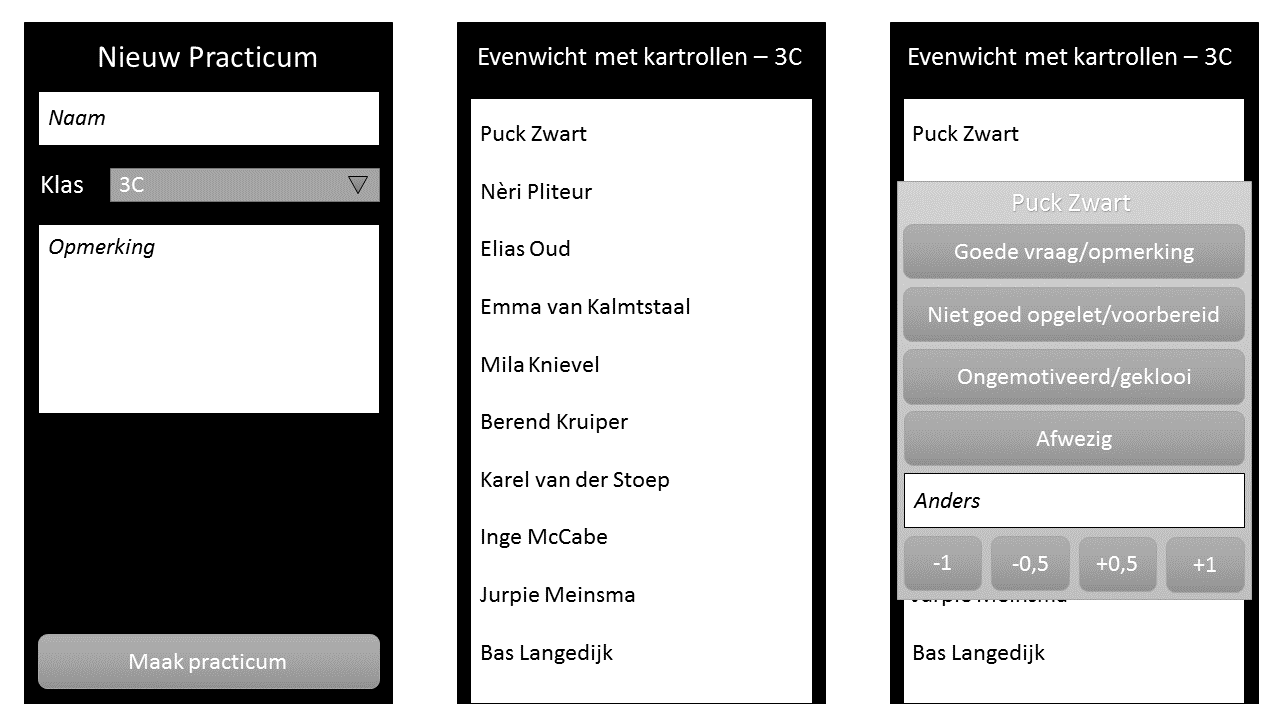 Nieuw Practicum
Naam
Klas 3C
Opmerking
Maak practicum
Evenwicht met kartrollen – 3C
Puck Zwart
Nèri Pliteur
Elias Oud
Emma van Kalmtstaal
Mila Knievel
Berend Kruiper
Karel van der Stoep
Inge McCabe
Jurpie Meinsma
Bas Langedijk
Evenwicht met kartrollen – 3C
Puck Zwart
Puck Zwart
Goede vraag/opmerking
Niet goed opgelet/voorbereid
Ongemotiveerd/geklooi
Afwezig
Anders
-1 -0,5 +0,5 +1
Jurpie Meinsma
Bas Langedijk